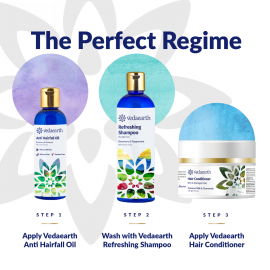 The Perfect Regime
vedaearth
Anti Hairfall Oil
vedaearth
Refreshing
Shampoo
vedaearth
Hair Conditioner
STEP 1
STEP 2
STEP 3
Apply Vedaearth
Anti Hairfall Oil
Wash with Vedaearth
Refreshing Shampoo
Apply Vedaearth
Hair Conditioner